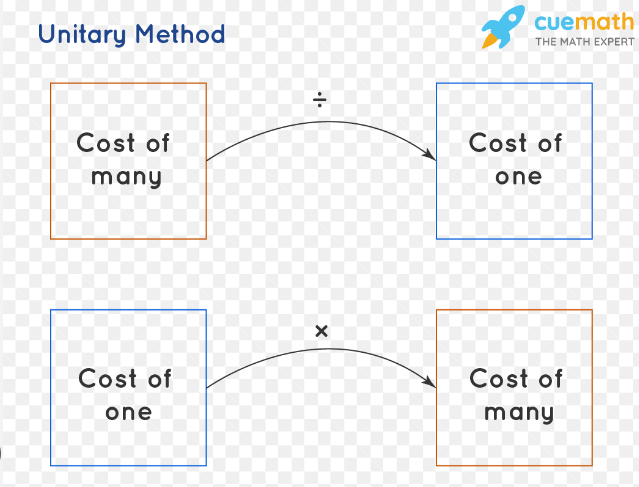 Unitary Method
cuemath
THE MATH EXPERT
÷
Cost of
many
Cost of
one
×
Cost of
one
Cost of
many